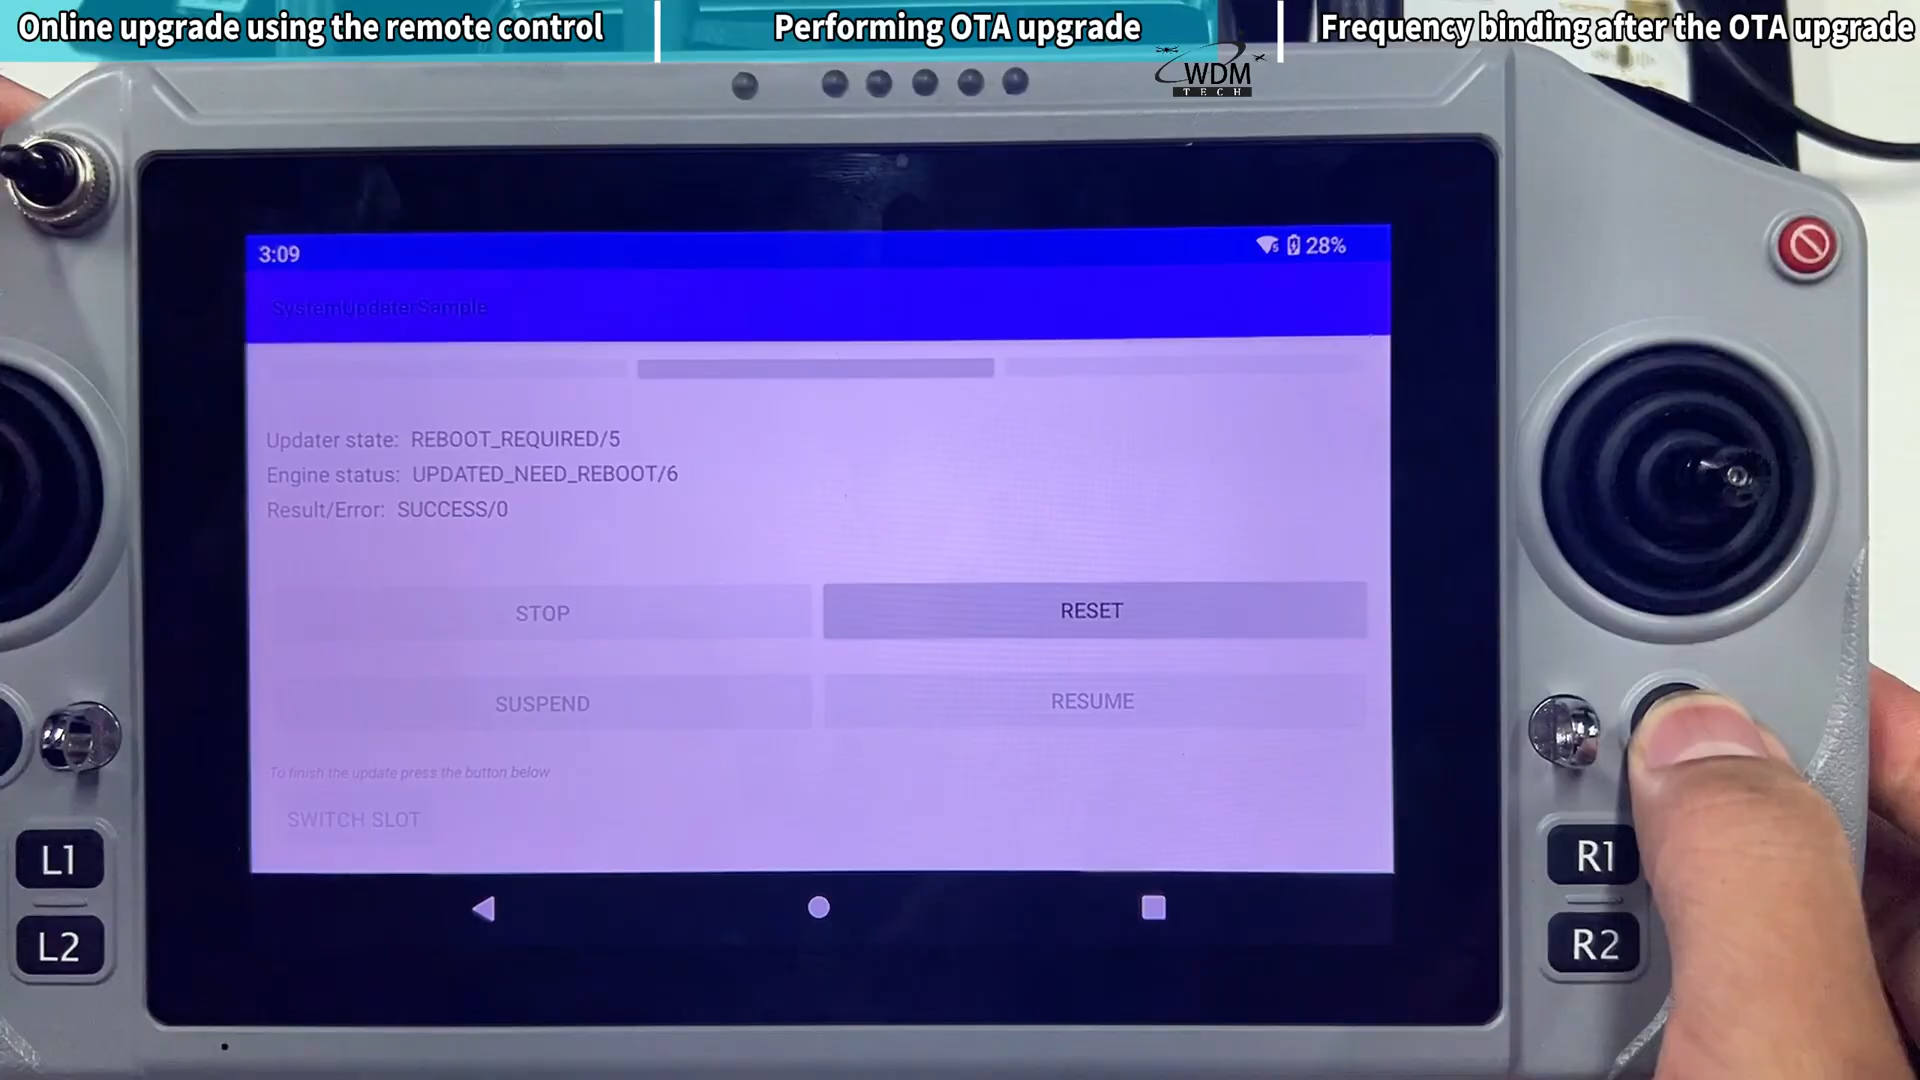 Online upgrade using the remote control
Performing OTA upgrade
Frequency binding after the OTA upgrade
WDM
TECH
3:09
5 28%
SystemUpdaterSample
Updater state: REBOOT_REQUIRED/5
Engine status: UPDATED_NEED_REBOOT/6
Result/Error: SUCCESS/0
STOP
RESET
SUSPEND
RESUME
To finish the update press the button below
SWITCH SLOT
L1
L2
R1
R2